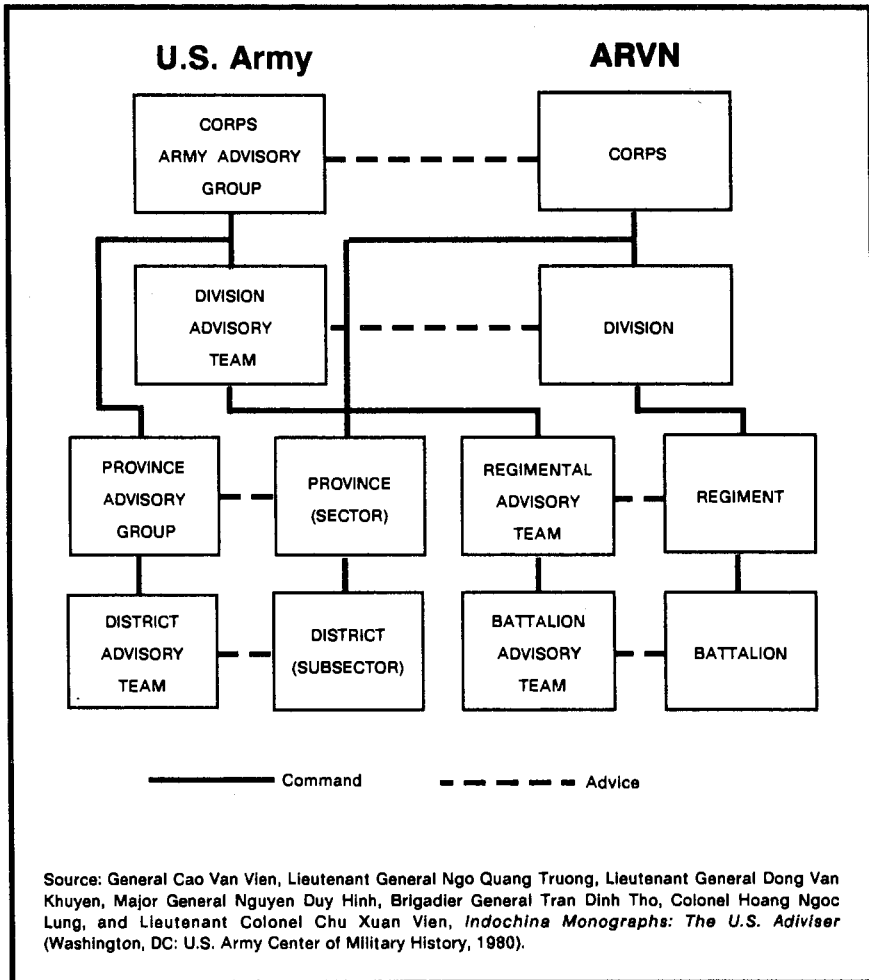 U.S. Army
ARVN
CORPS
ARMY ADVISORY
GROUP
CORPS
DIVISION
ADVISORY
TEAM
DIVISION
PROVINCE
ADVISORY
GROUP
PROVINCE
(SECTOR)
REGIMENTAL
ADVISORY
TEAM
REGIMENT
DISTRICT
ADVISORY
TEAM
DISTRICT
(SUBSECTOR)
BATTALION
ADVISORY
TEAM
BATTALION
Command
Advice
Source: General Cao Van Vien, Lieutenant General Ngo Quang Truong, Lieutenant General Dong Van
Khuyen, Major General Nguyen Duy Hinh, Brigadier General Tran Dinh Tho, Colonel Hoang Ngoc
Lung, and Lieutenant Colonel Chu Xuan Vien, Indochina Monographs: The U.S. Adiviser
(Washington, DC: U.S. Army Center of Military History, 1980).